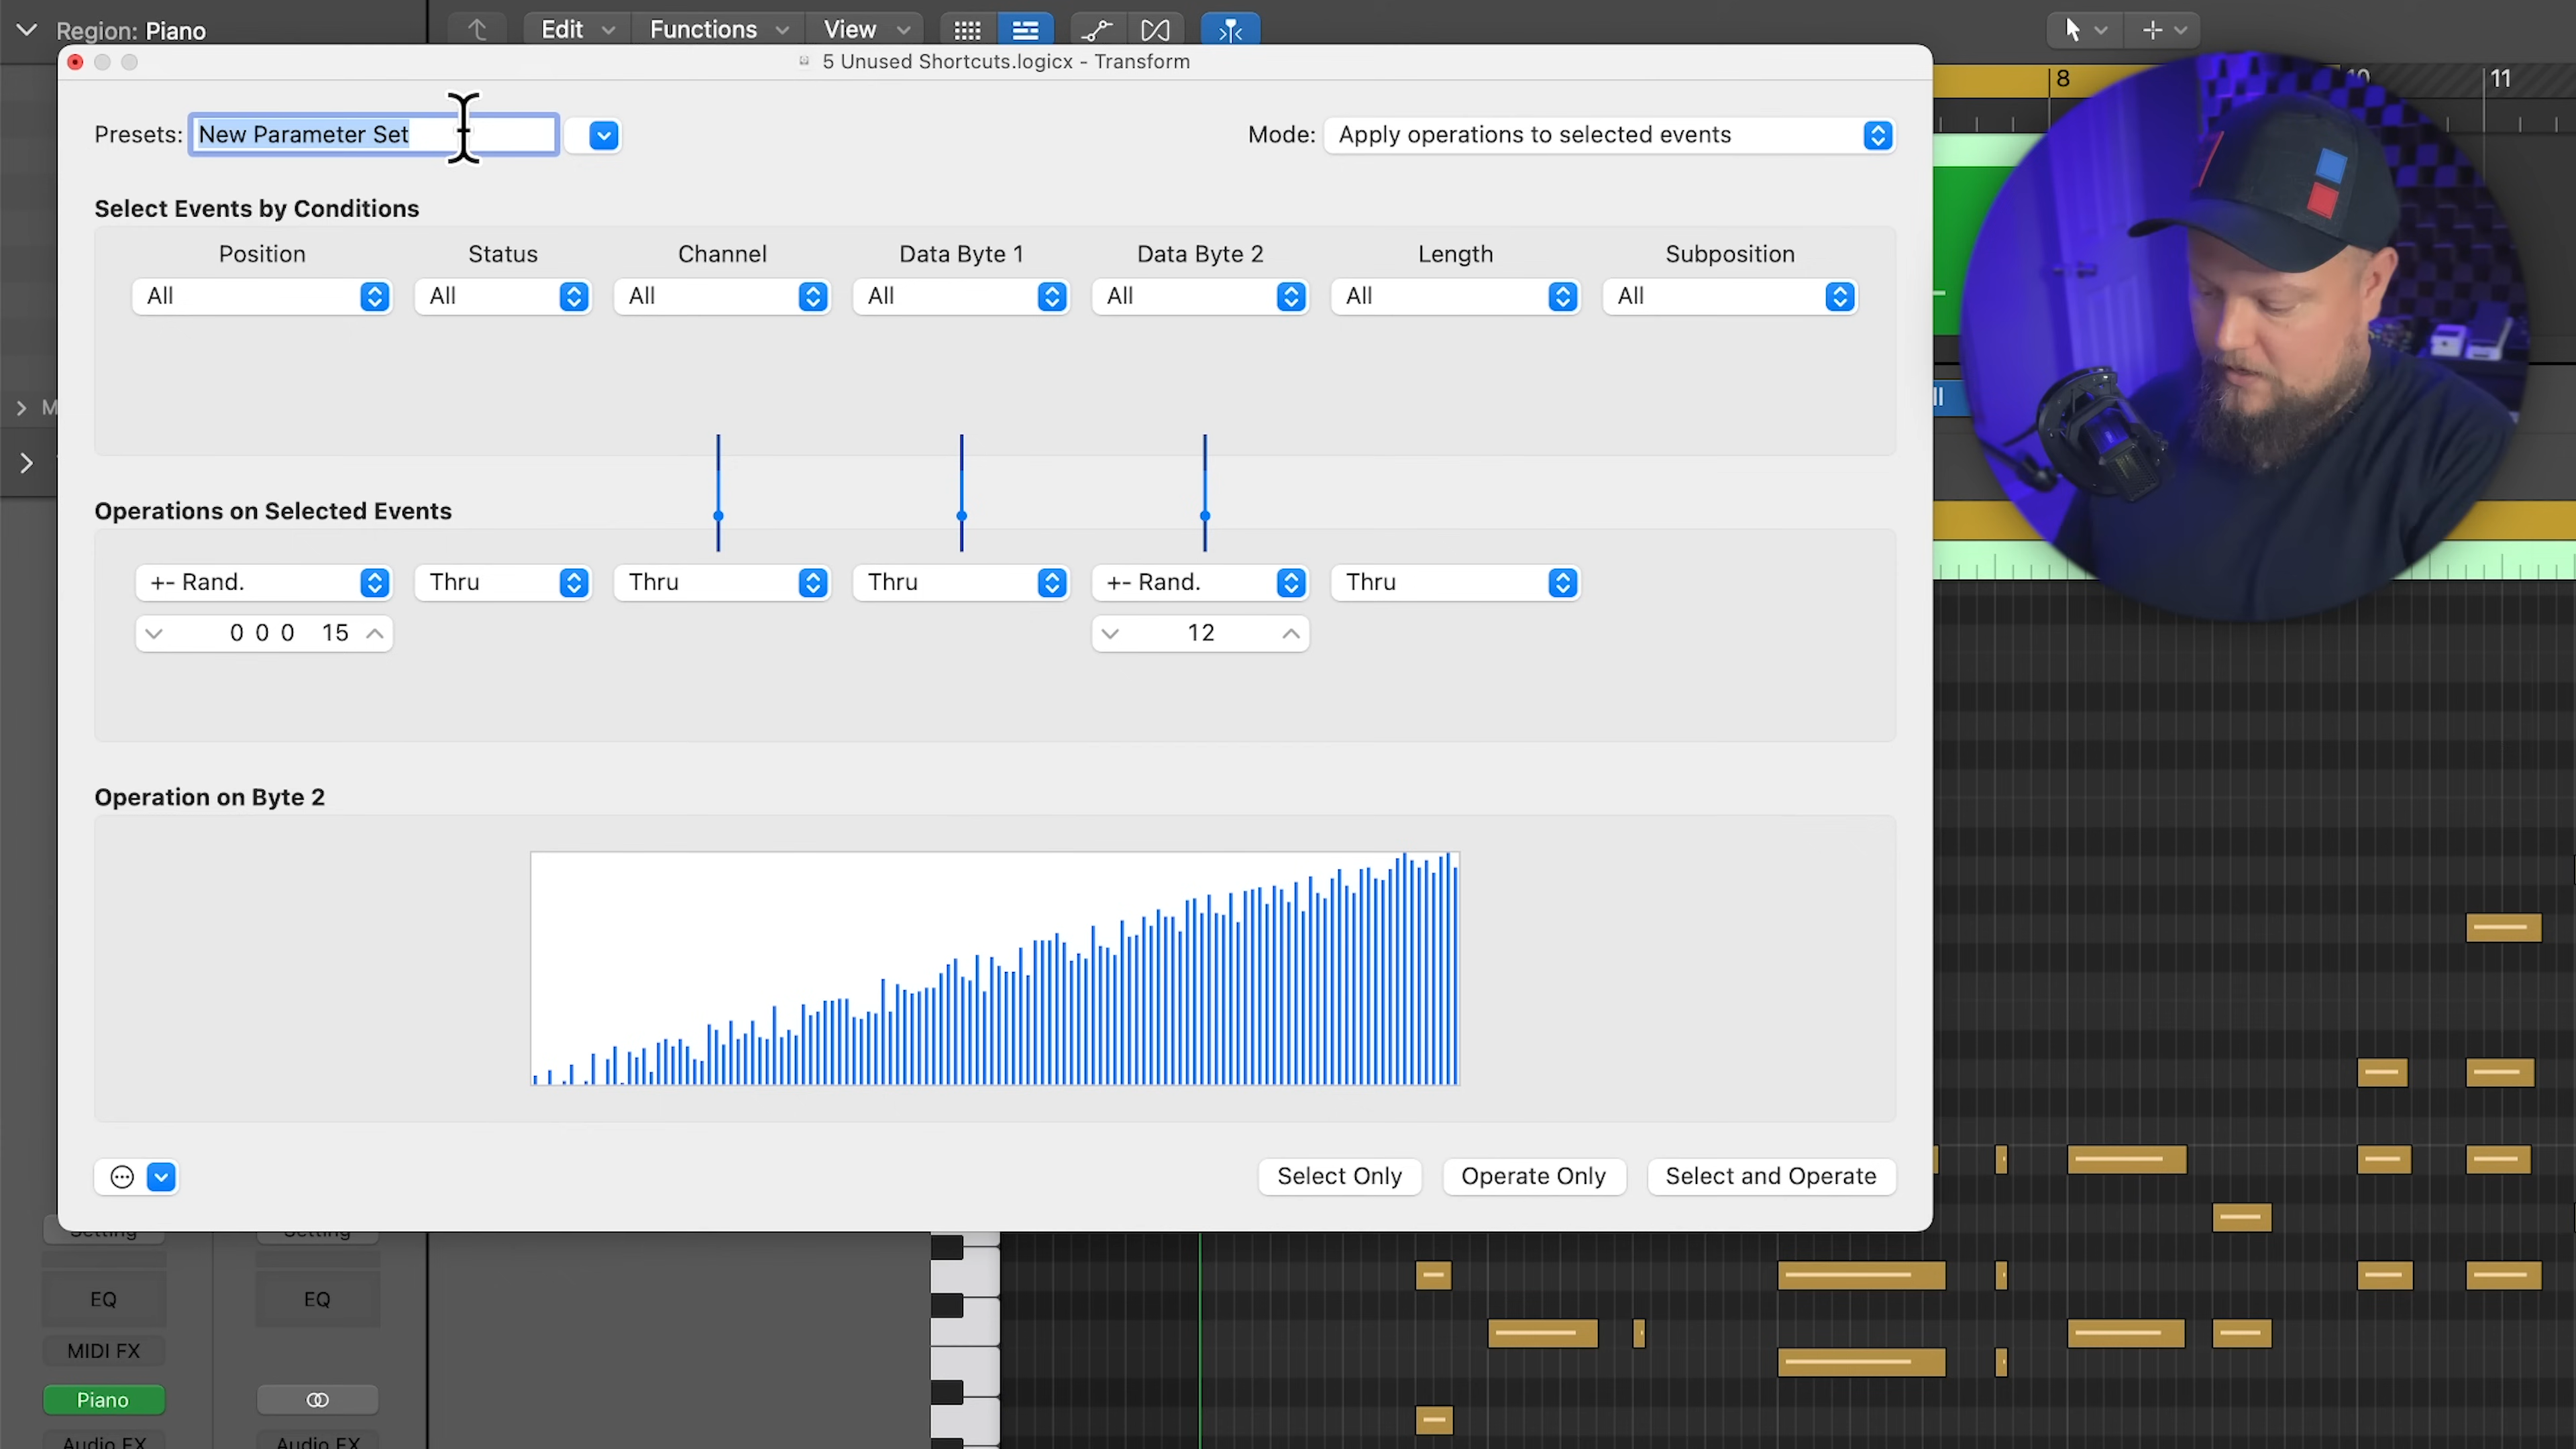 Region: Piano
Edit
Functions
View
5 Unused Shortcuts.logicx - Transform
8
10
11
Presets:
New Parameter Set
Mode:
Apply operations to selected events
Select Events by Conditions
Position
Status
Channel
Data Byte 1
Data Byte 2
Length
Subposition
All
All
All
All
All
All
All
M
Operations on Selected Events
+- Rand.
Thru
Thru
Thru
+- Rand.
Thru
0 0 0 15
12
Operation on Byte 2
Select Only
Operate Only
Select and Operate
Setting
Setting
EQ
EQ
MIDI FX
Piano
Audio FX
Audio FX